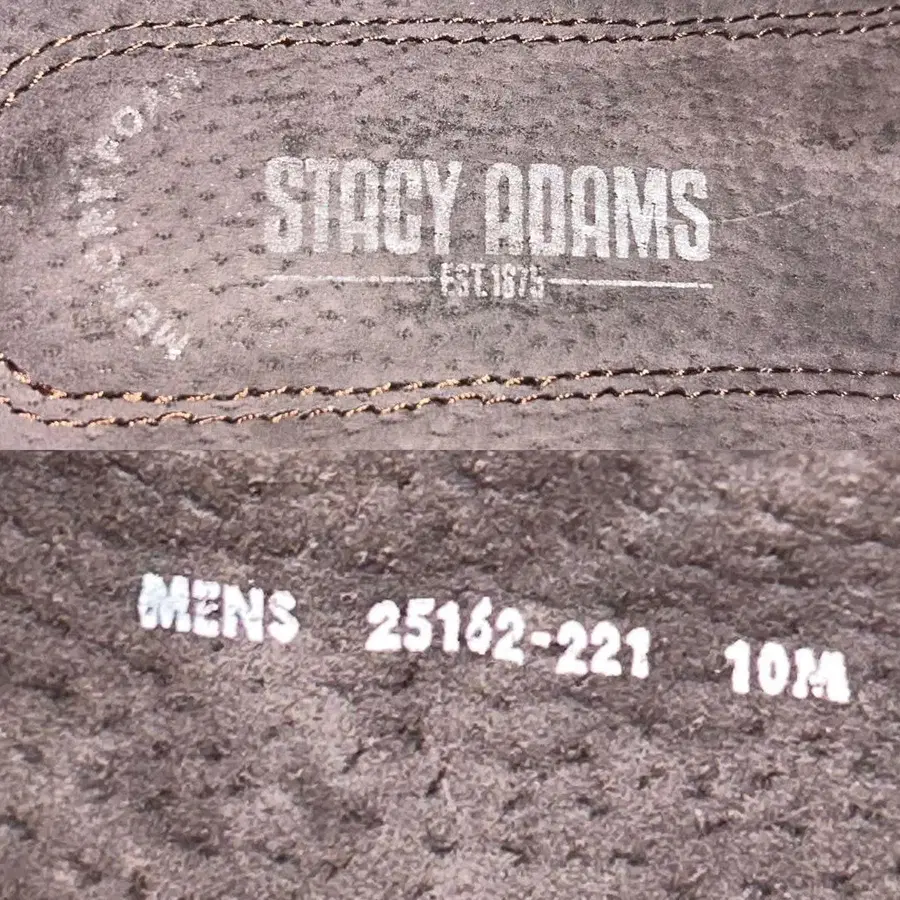 MEMORY FOAM
STACY ADAMS
EST.1875
MENS 25162-221 10M